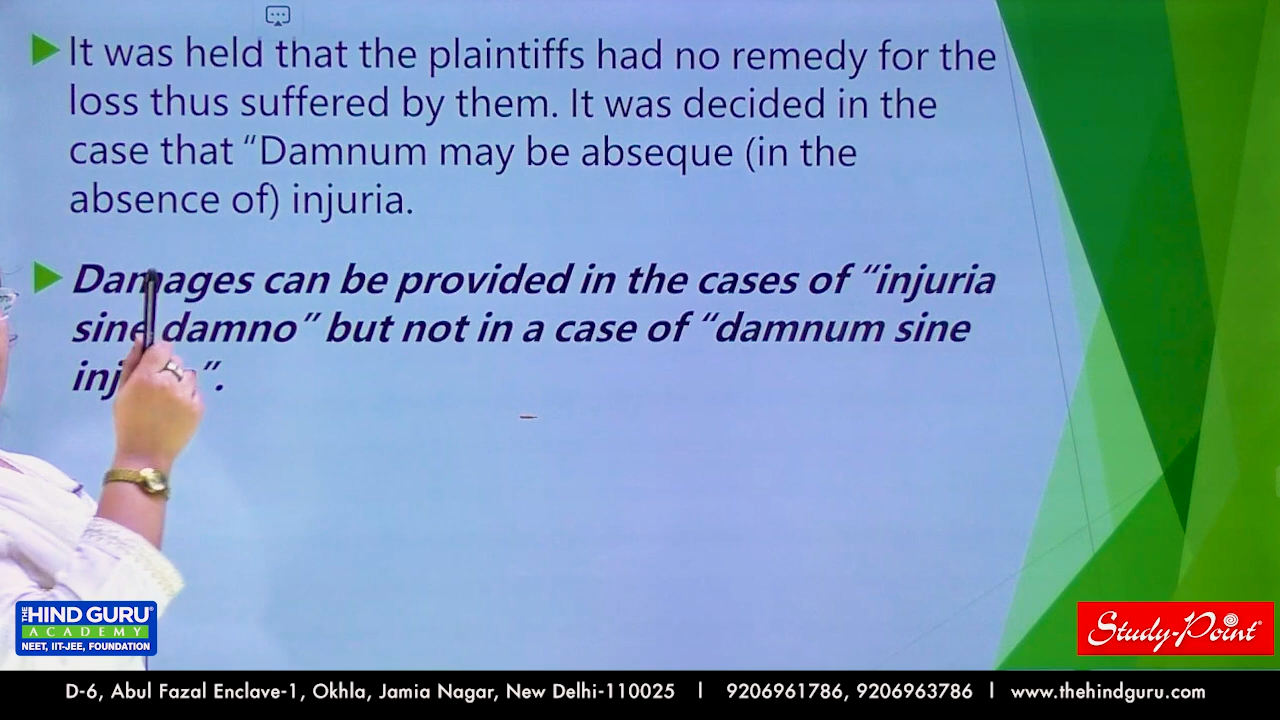 It was held that the plaintiffs had no remedy for the
loss thus suffered by them. It was decided in the
case that “Damnum may be abseque (in the
absence of) injuria.
Damages can be provided in the cases of “injuria
sine damno” but not in a case of “damnum sine
”.
THE HIND GURU
ACADEMY
NEET, IIT-JEE, FOUNDATION
Study-Point
D-6, Abul Fazal Enclave-1, Okhla, Jamia Nagar, New Delhi-110025 | 9206961786, 9206963786 | www.thehindguru.com